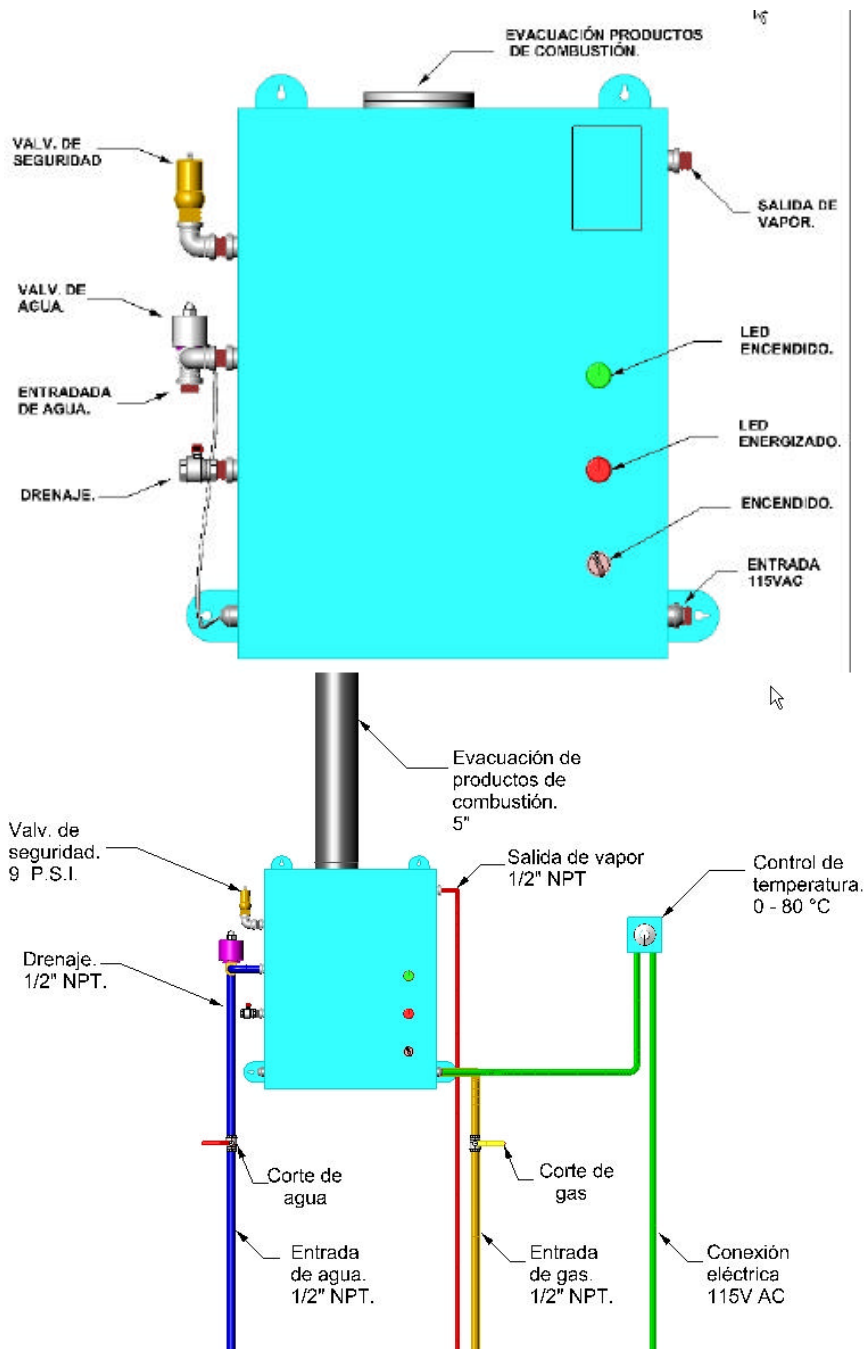 EVACUACIÓN PRODUCTOS
DE COMBUSTIÓN.
VALV. DE
SEGURIDAD
SALIDA DE
VAPOR.
VALV. DE
AGUA.
LED
ENCENDIDO.
ENTRADADA
DE AGUA.
LED
ENERGIZADO.
DRENAJE.
ENCENDIDO.
ENTRADA
115VAC
Evacuación de
productos de
combustión.
5"
Valv. de
seguridad.
9 P.S.I.
Salida de vapor
1/2" NPT
Control de
temperatura.
0 - 80 °C
Drenaje.
1/2" NPT.
Corte de
agua
Corte de
gas
Entrada
de agua.
1/2" NPT.
Entrada
de gas.
1/2" NPT.
Conexión
eléctrica
115V AC